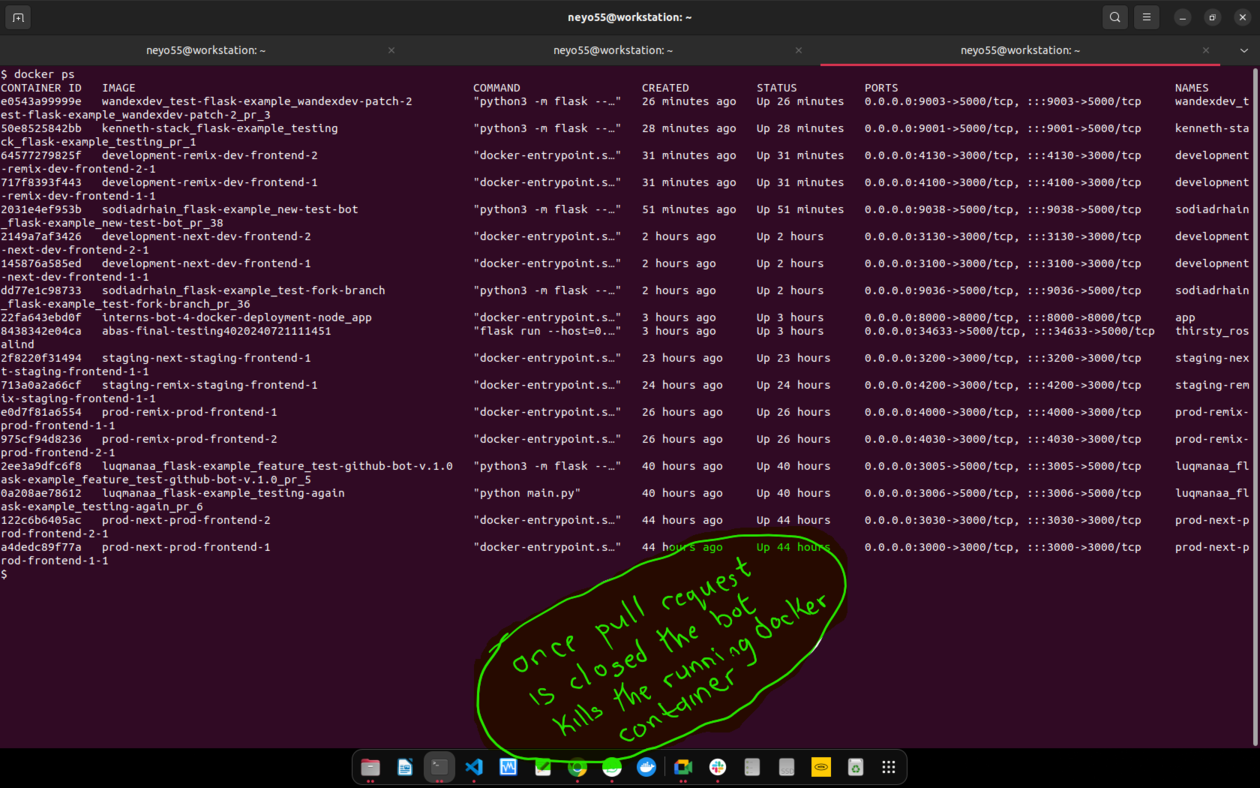 neyo55@workstation: ~
neyo55@workstation: ~ neyo55@workstation: ~ neyo55@workstation: ~
$ docker ps
CONTAINER ID IMAGE COMMAND CREATED STATUS PORTS NAMES
e0543a99999e wandexdev_test-flask-example_wandexdev-patch-2 "python3 -m flask --…" 26 minutes ago Up 26 minutes 0.0.0.0:9003->5000/tcp, :::9003->5000/tcp wandexdev_t
est-flask-example_wandexdev-patch-2_pr_3
50e8525842bb kenneth-stack_flask-example_testing "python3 -m flask --…" 28 minutes ago Up 28 minutes 0.0.0.0:9001->5000/tcp, :::9001->5000/tcp kenneth-sta
ck_flask-example_testing_pr_1
64577279825f development-remix-dev-frontend-2 "docker-entrypoint.s…" 31 minutes ago Up 31 minutes 0.0.0.0:4130->3000/tcp, :::4130->3000/tcp development
-remix-dev-frontend-2-1
717f8393f443 development-remix-dev-frontend-1 "docker-entrypoint.s…" 31 minutes ago Up 31 minutes 0.0.0.0:4100->3000/tcp, :::4100->3000/tcp development
-remix-dev-frontend-1-1
2031e4ef953b sodiadrhain_flask-example_new-test-bot "python3 -m flask --…" 51 minutes ago Up 51 minutes 0.0.0.0:9038->5000/tcp, :::9038->5000/tcp sodiadrhain
_flask-example_new-test-bot_pr_38
2149a7af3426 development-next-dev-frontend-2 "docker-entrypoint.s…" 2 hours ago Up 2 hours 0.0.0.0:3130->3000/tcp, :::3130->3000/tcp development
-next-dev-frontend-2-1
145876a585ed development-next-dev-frontend-1 "docker-entrypoint.s…" 2 hours ago Up 2 hours 0.0.0.0:3100->3000/tcp, :::3100->3000/tcp development
-next-dev-frontend-1-1
dd77e1c98733 sodiadrhain_flask-example_test-fork-branch "python3 -m flask --…" 2 hours ago Up 2 hours 0.0.0.0:9036->5000/tcp, :::9036->5000/tcp sodiadrhain
_flask-example_test-fork-branch_pr_36
22fa643ebd0f interns-bot-4-docker-deployment-node_app "docker-entrypoint.s…" 3 hours ago Up 3 hours 0.0.0.0:8000->8000/tcp, :::8000->8000/tcp app
8438342e04ca abas-final-testing4020240721111451 "flask run --host=0.…" 3 hours ago Up 3 hours 0.0.0.0:34633->5000/tcp, :::34633->5000/tcp thirsty_ros
alind
2f8220f31494 staging-next-staging-frontend-1 "docker-entrypoint.s…" 23 hours ago Up 23 hours 0.0.0.0:3200->3000/tcp, :::3200->3000/tcp staging-nex
t-staging-frontend-1-1
713a0a2a66cf staging-remix-staging-frontend-1 "docker-entrypoint.s…" 24 hours ago Up 24 hours 0.0.0.0:4200->3000/tcp, :::4200->3000/tcp staging-rem
ix-staging-frontend-1-1
e0d7f81a6554 prod-remix-prod-frontend-1 "docker-entrypoint.s…" 26 hours ago Up 26 hours 0.0.0.0:4000->3000/tcp, :::4000->3000/tcp prod-remix-
prod-frontend-1-1
975cf94d8236 prod-remix-prod-frontend-2 "docker-entrypoint.s…" 26 hours ago Up 26 hours 0.0.0.0:4030->3000/tcp, :::4030->3000/tcp prod-remix-
prod-frontend-2-1
2ee3a9dfc6f8 luqmanaa_flask-example_feature_test-github-bot-v.1.0 "python3 -m flask --…" 40 hours ago Up 40 hours 0.0.0.0:3005->5000/tcp, :::3005->5000/tcp luqmanaa_fl
ask-example_feature_test-github-bot-v.1.0_pr_5
0a208ae78612 luqmanaa_flask-example_testing-again "python main.py" 40 hours ago Up 40 hours 0.0.0.0:3006->5000/tcp, :::3006->5000/tcp luqmanaa_fl
ask-example_testing-again_pr_6
122c6b6405ac prod-next-prod-frontend-2 "docker-entrypoint.s…" 44 hours ago Up 44 hours 0.0.0.0:3030->3000/tcp, :::3030->3000/tcp prod-next-p
rod-frontend-2-1
a4dedc89f77a prod-next-prod-frontend-1 "docker-entrypoint.s…" 44 hours ago Up 44 hours 0.0.0.0:3000->3000/tcp, :::3000->3000/tcp prod-next-p
rod-frontend-1-1
$
once pull request
is closed the bot
kills the running docker
container